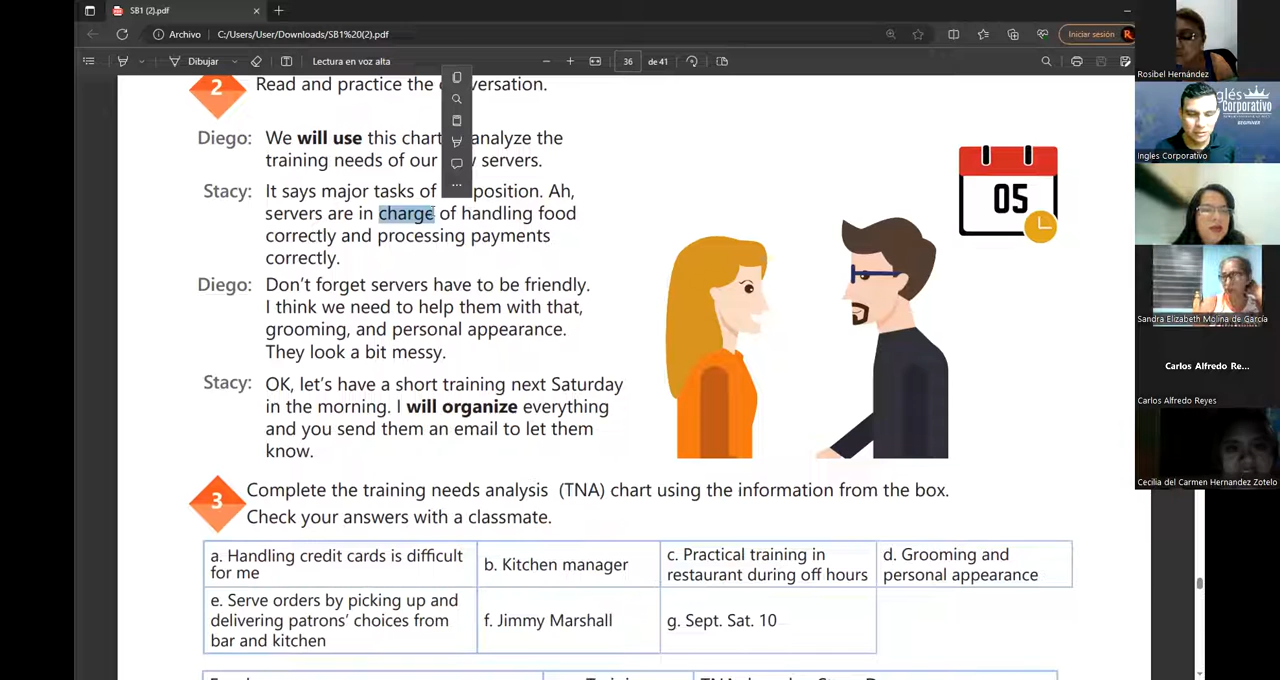 SB1 (2).pdf
Archivo
C:/Users/User/Downloads/SB1%20(2).pdf
Iniciar sesión
Dibujar
Lectura en voz alta
36
de 41
2
Read and practice the
versation.
Diego: We will use this chart
analyze the
training needs of our
servers.
Stacy: It says major tasks of
position. Ah,
servers are in charge of handling food
correctly and processing payments
correctly.
Diego: Don't forget servers have to be friendly.
I think we need to help them with that,
grooming, and personal appearance.
They look a bit messy.
Stacy: OK, let's have a short training next Saturday
in the morning. I will organize everything
and you send them an email to let them
know.
05
3
Complete the training needs analysis (TNA) chart using the information from the box.
Check your answers with a classmate.
a. Handling credit cards is difficult
for me
b. Kitchen manager
c. Practical training in
restaurant during off hours
d. Grooming and
personal appearance
e. Serve orders by picking up and
delivering patrons' choices from
bar and kitchen
f. Jimmy Marshall
g. Sept. Sat. 10
Rosibel Hernández
glés
Corporativo
BEGINNER
Ingles Corporativo
Sandra Elizabeth Molina de García
Carlos Alfredo Re...
Carlos Alfredo Reyes
Cecilia del Carmen Hernandez Zotelo